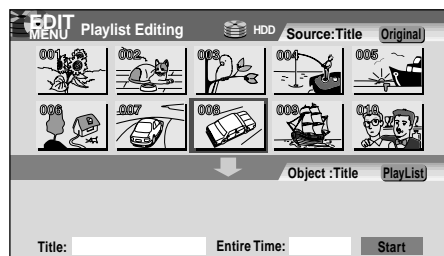 EDIT
MENU Playlist Editing HDD Source:Title Original
001 002 003 004 005
006 007 008 009 010
Object :Title PlayList
Title: Entire Time: Start